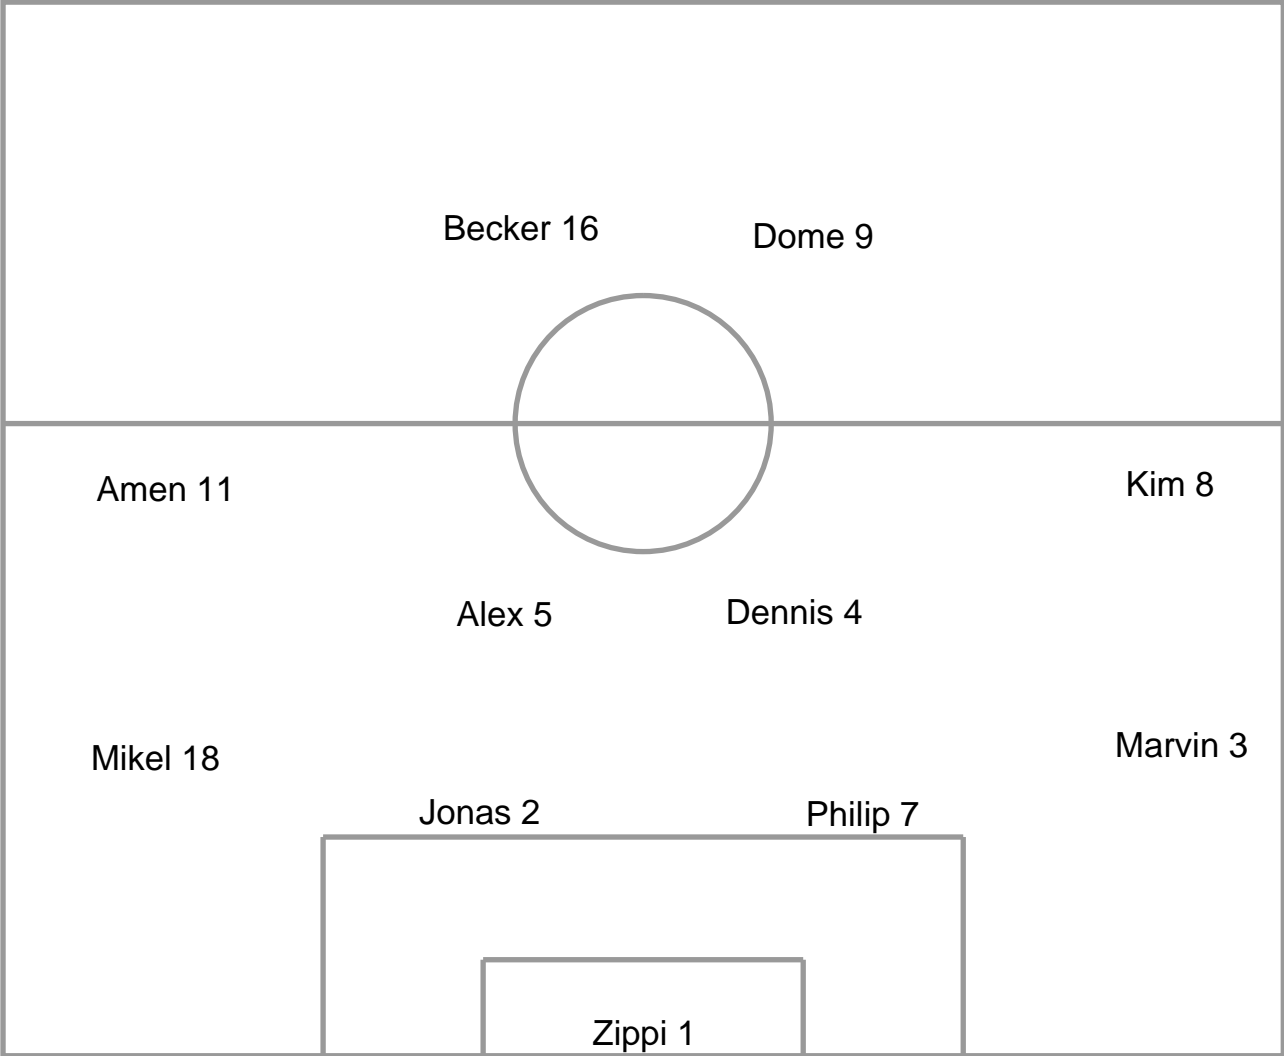 Becker 16
Dome 9
Amen 11
Kim 8
Alex 5
Dennis 4
Mikel 18
Marvin 3
Jonas 2
Philip 7
Zippi 1